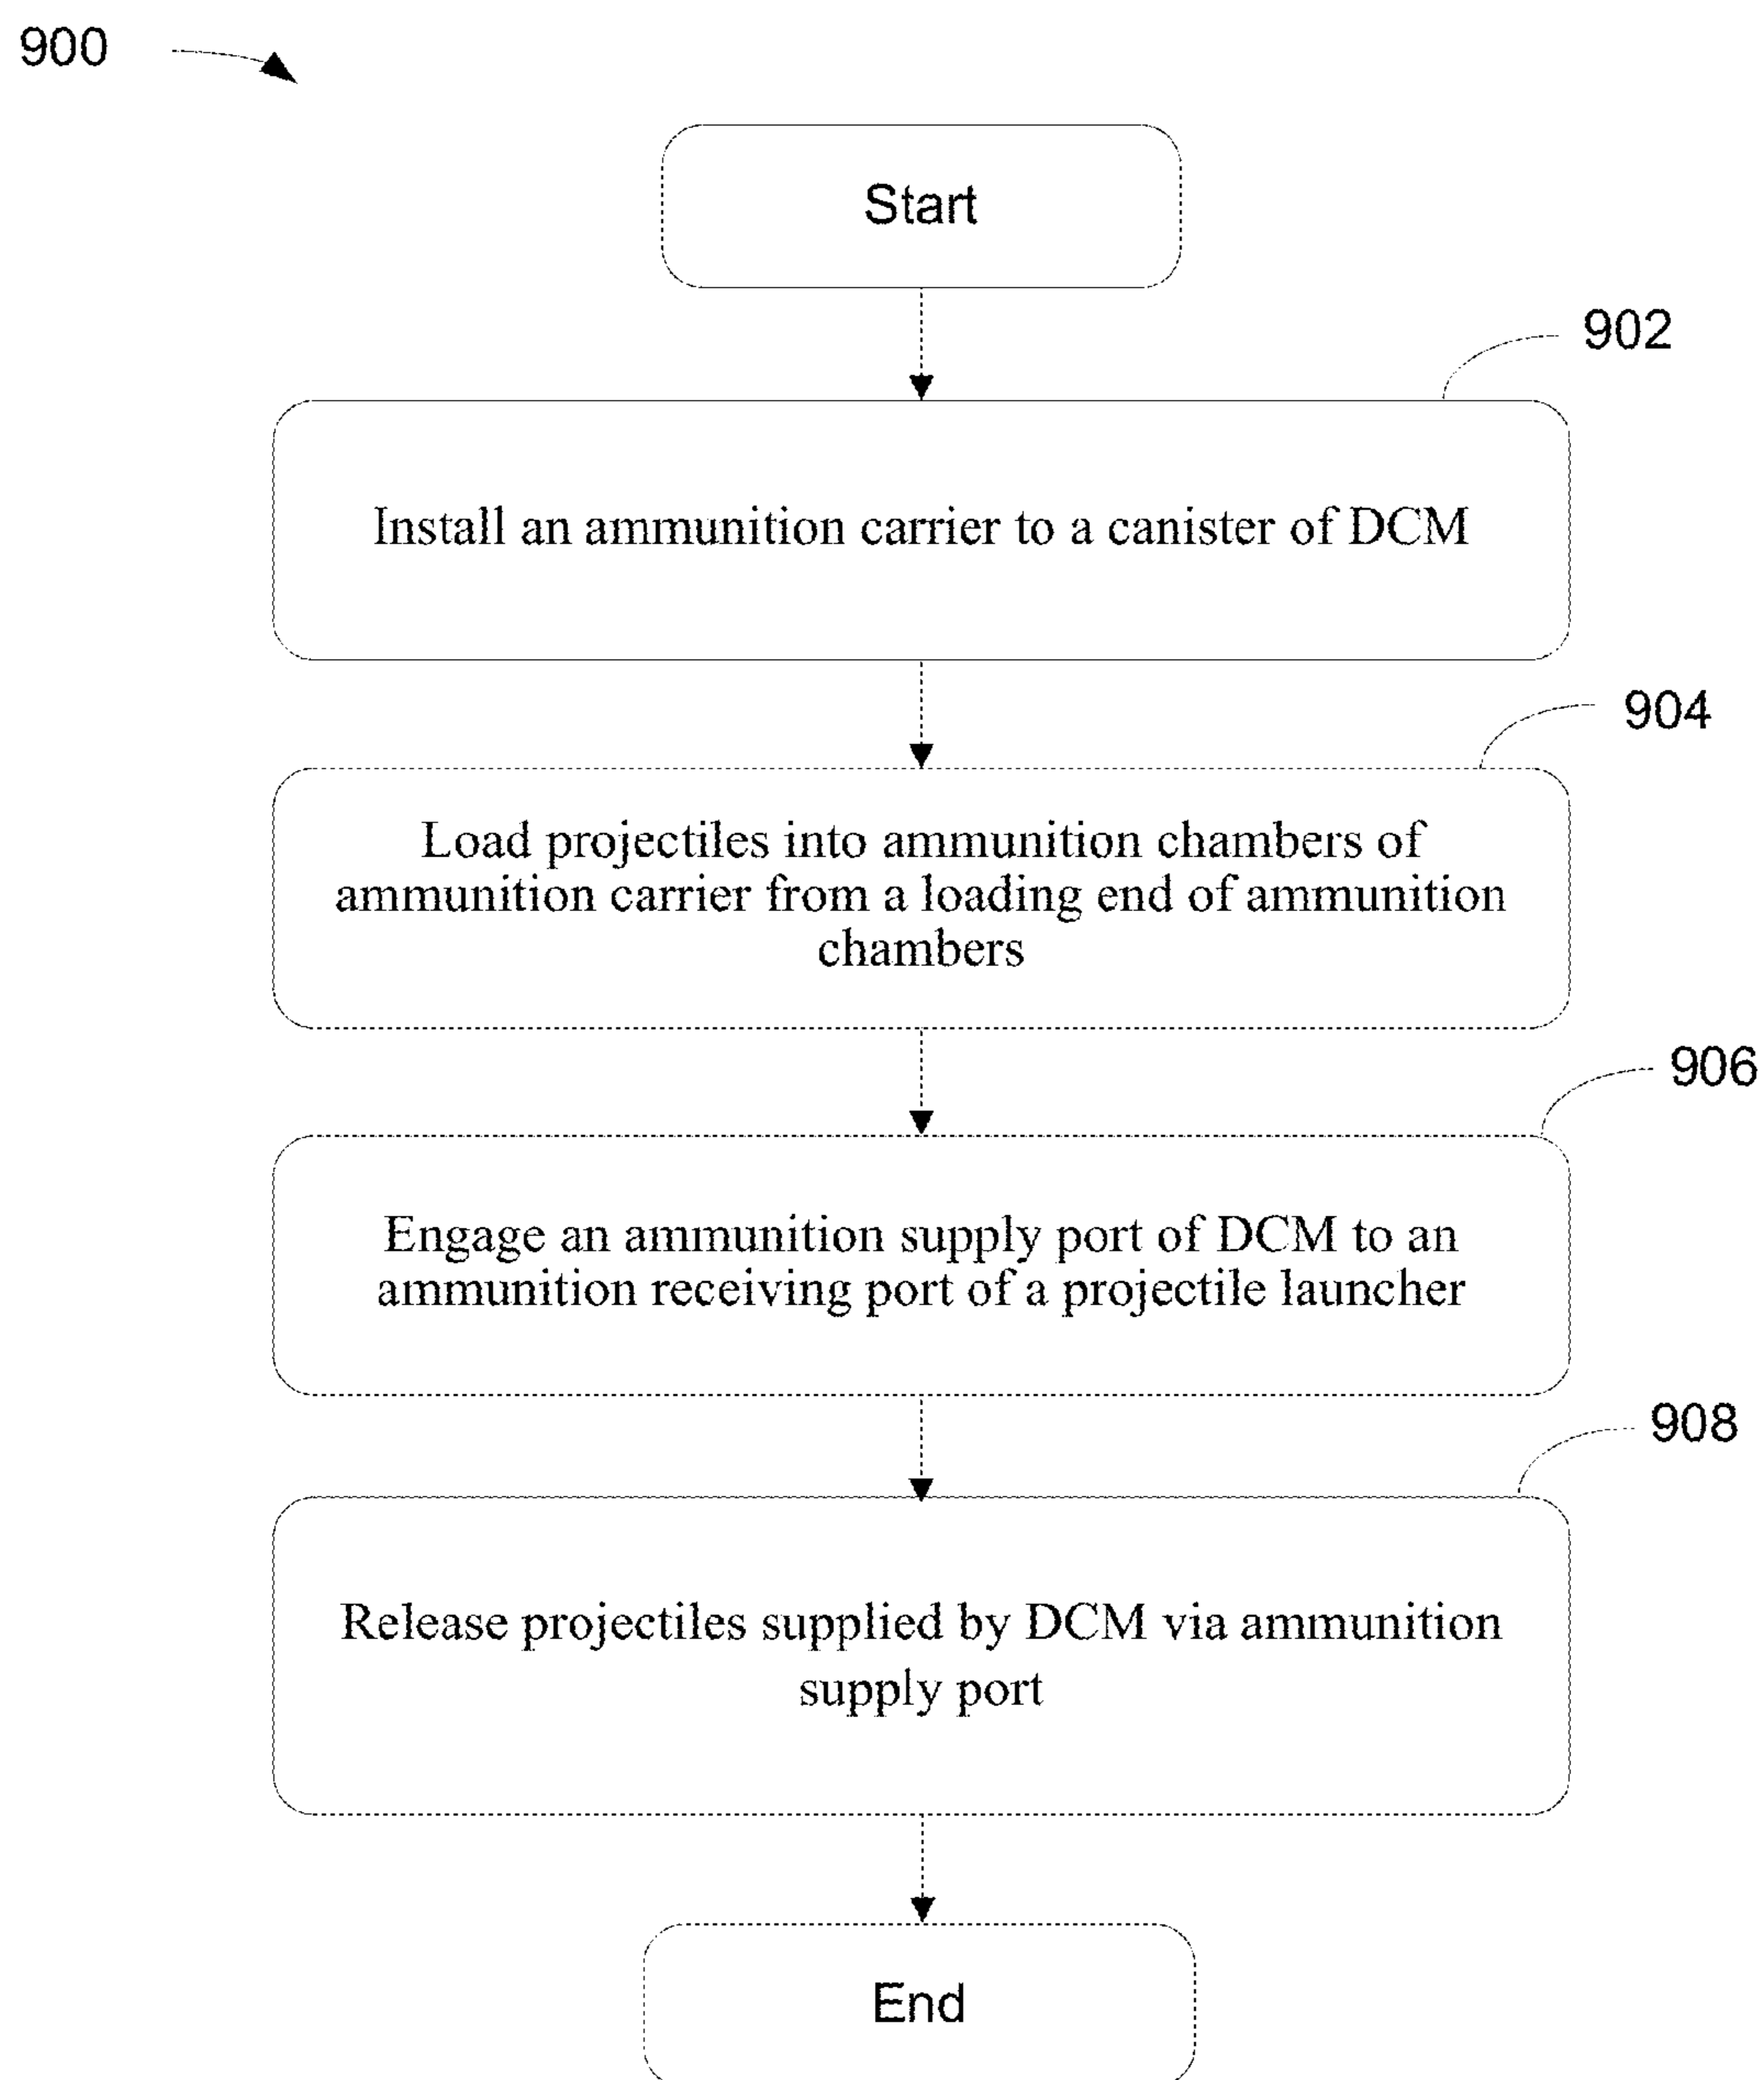 900
Start
902
Install an ammunition carrier to a canister of DCM
904
Load projectiles into ammunition chambers of
ammunition carrier from a loading end of ammunition
chambers
906
Engage an ammunition supply port of DCM to an
ammunition receiving port of a projectile launcher
908
Release projectiles supplied by DCM via ammunition
supply port
End